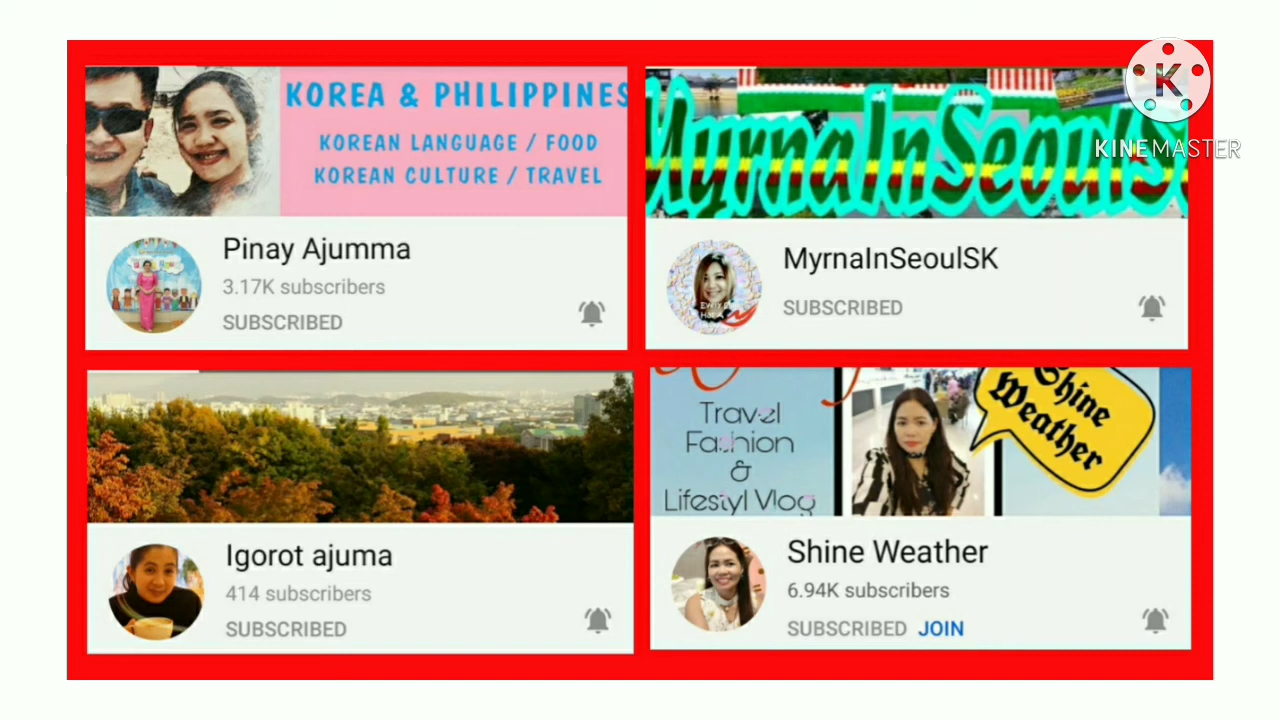 KOREA & PHILIPPINES
KOREAN LANGUAGE / FOOD
KOREAN CULTURE / TRAVEL
Pinay Ajumma
3.17K subscribers
SUBSCRIBED
MyrnaInSeoulS
K
KINEMASTER
MyrnaInSeoulSK
SUBSCRIBED
Igorot ajuma
414 subscribers
SUBSCRIBED
Travel
Fashion
&
Lifestyl Vlog
Shine
Weather
Shine Weather
6.94K subscribers
SUBSCRIBED JOIN